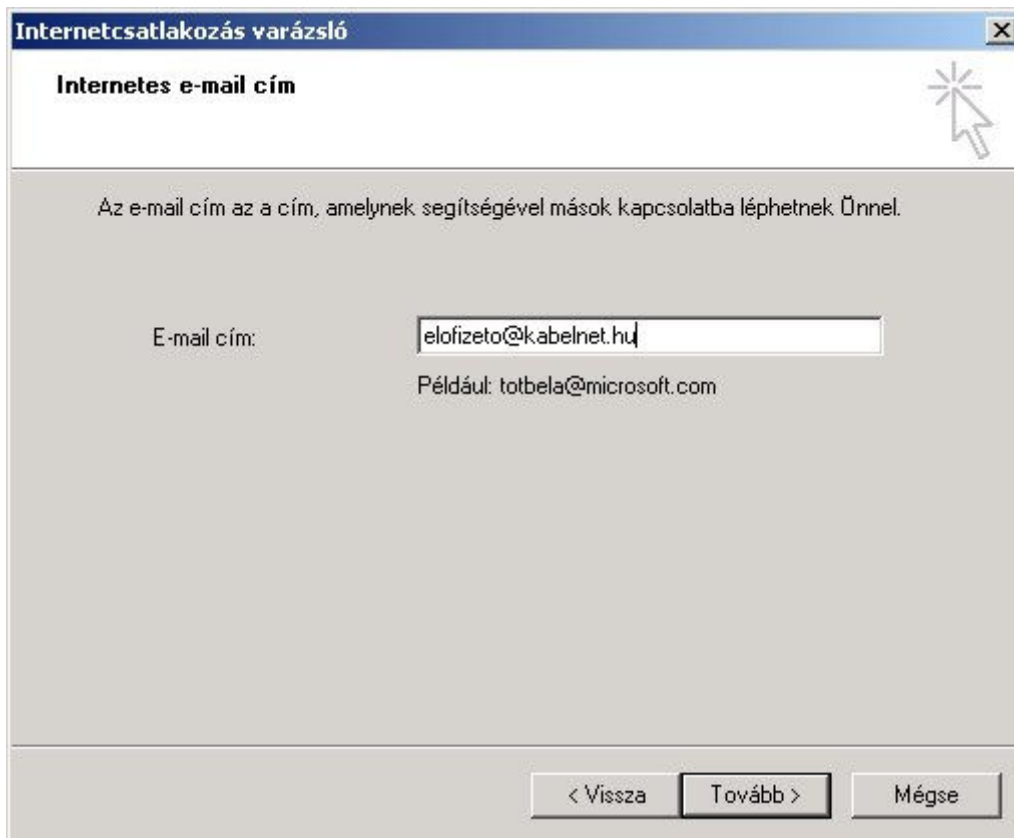 Internetcsatlakozás varázsló
Internetes e-mail cím
Az e-mail cím az a cím, amelynek segítségével mások kapcsolatba léphetnek Önnel.
E-mail cím:
elofizeto@kabelnet.hu
Például: totbela@microsoft.com
< Vissza
Tovább >
Mégse